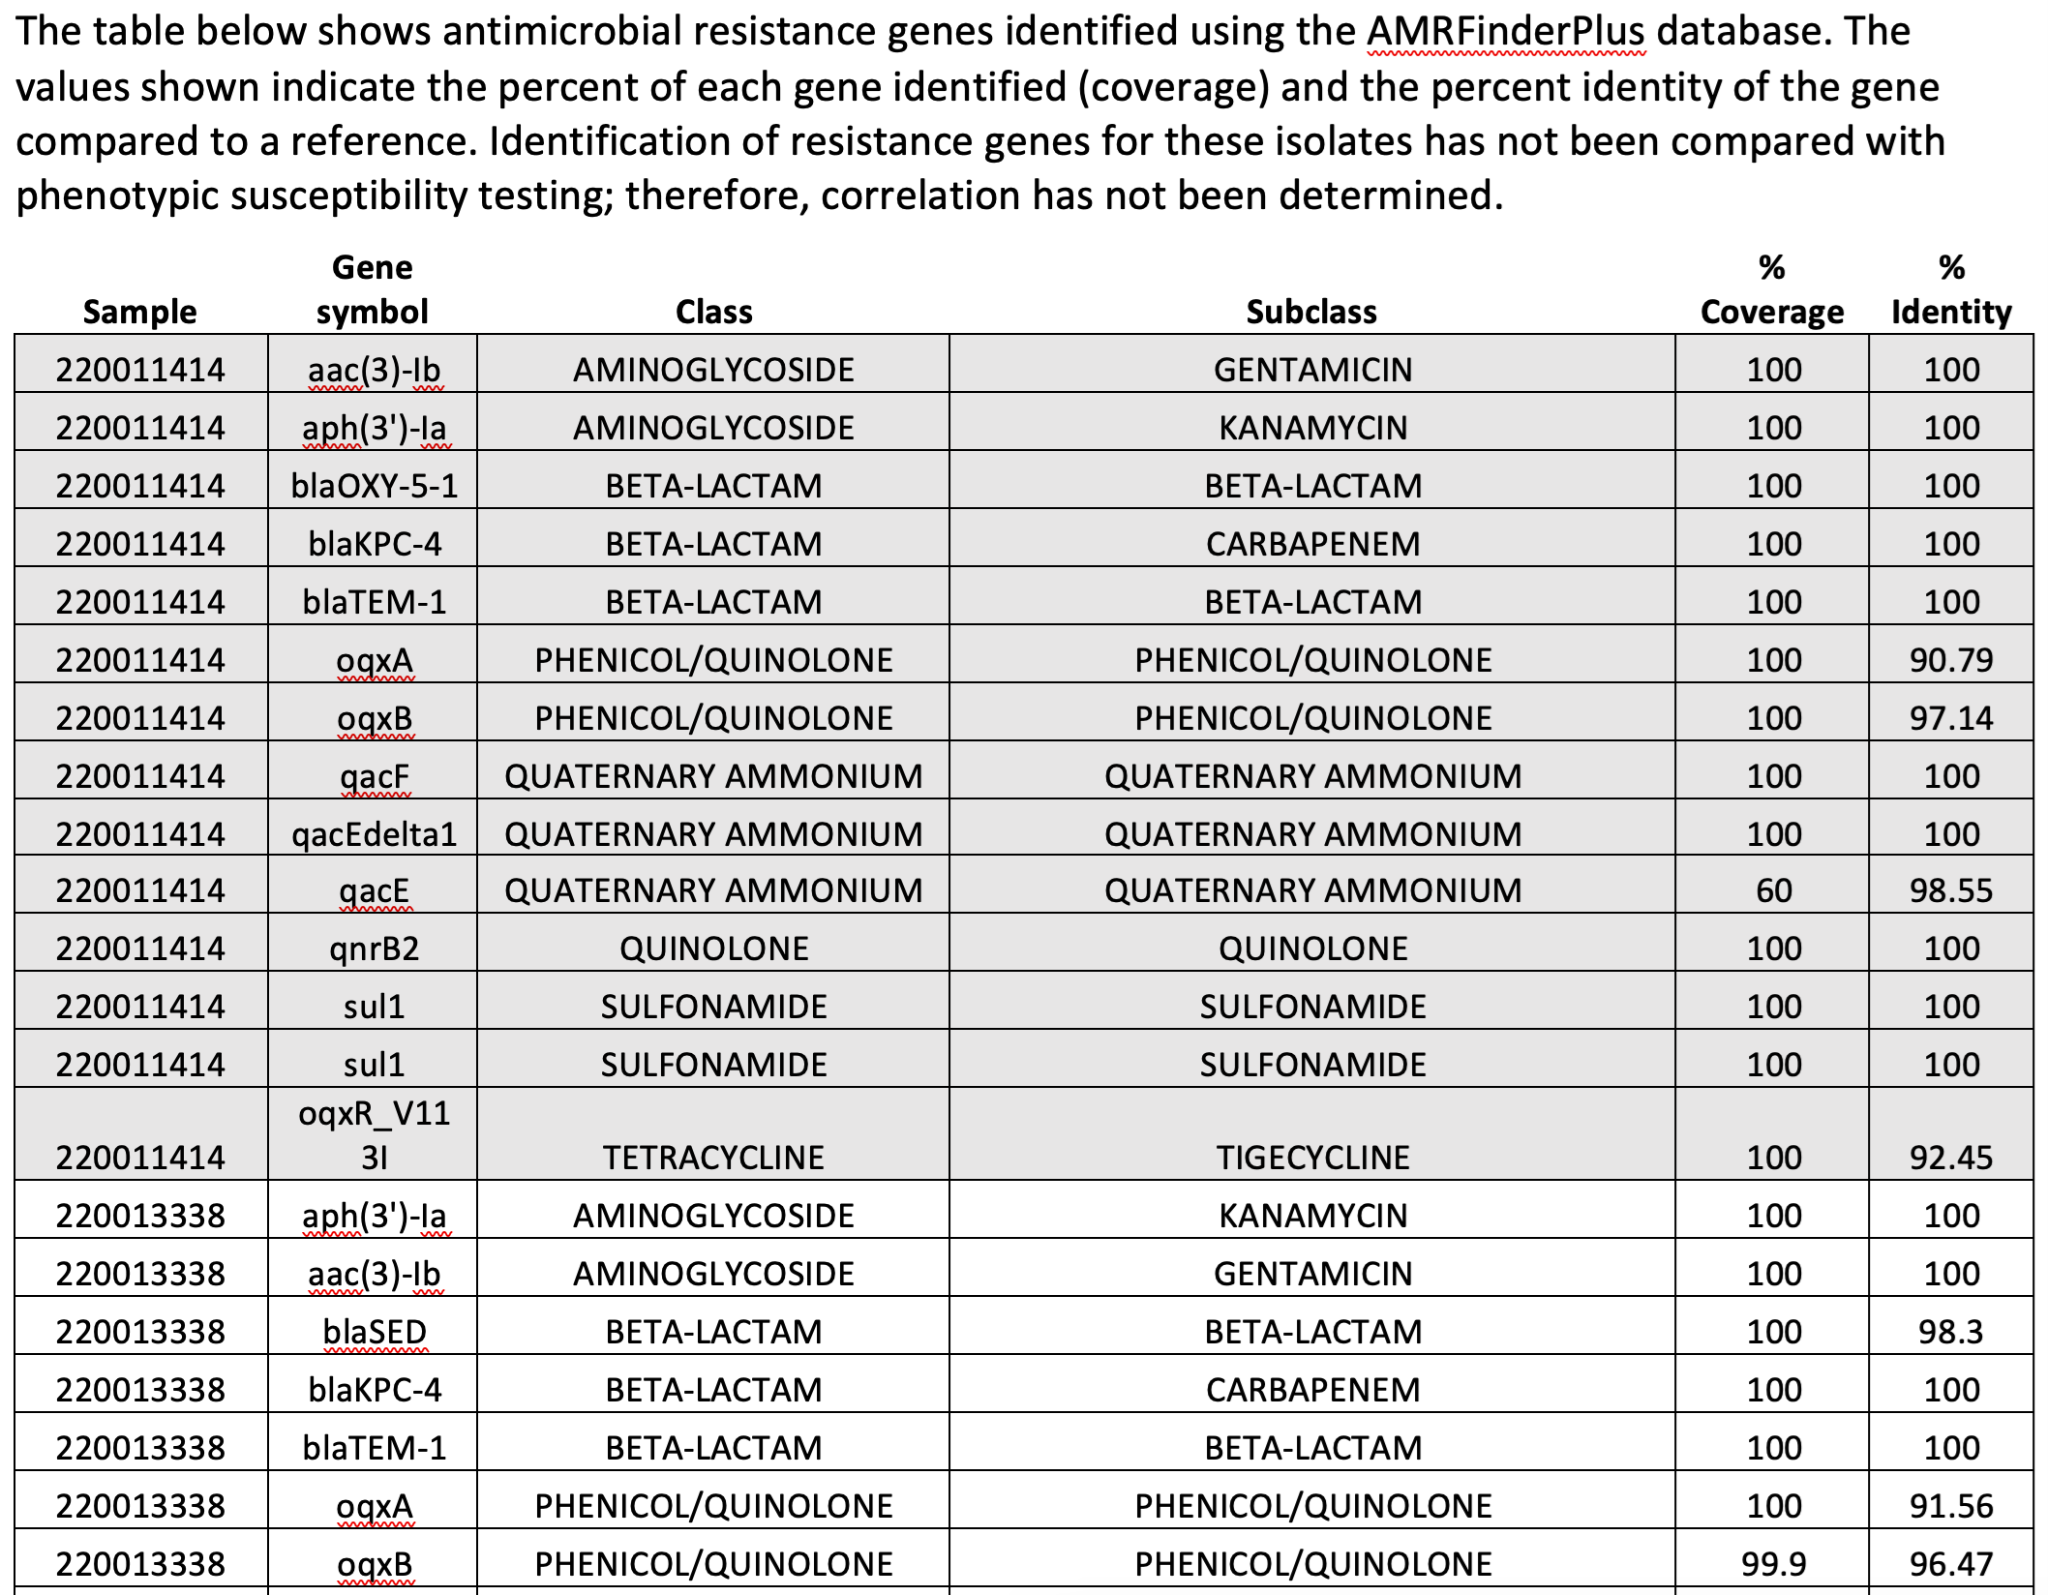 The table below shows antimicrobial resistance genes identified using the AMRFinderPlus database. The
values shown indicate the percent of each gene identified (coverage) and the percent identity of the gene
compared to a reference. Identification of resistance genes for these isolates has not been compared with
phenotypic susceptibility testing; therefore, correlation has not been determined.
Gene % %
Sample symbol Class Subclass Coverage Identity
220011414 aac(3)-Ib AMINOGLYCOSIDE GENTAMICIN 100 100
220011414 aph(3')-Ia AMINOGLYCOSIDE KANAMYCIN 100 100
220011414 blaOXY-5-1 BETA-LACTAM BETA-LACTAM 100 100
220011414 blaKPC-4 BETA-LACTAM CARBAPENEM 100 100
220011414 blaTEM-1 BETA-LACTAM BETA-LACTAM 100 100
220011414 oqxA PHENICOL/QUINOLONE PHENICOL/QUINOLONE 100 90.79
220011414 oqxB PHENICOL/QUINOLONE PHENICOL/QUINOLONE 100 97.14
220011414 qacF QUATERNARY AMMONIUM QUATERNARY AMMONIUM 100 100
220011414 qacEdelta1 QUATERNARY AMMONIUM QUATERNARY AMMONIUM 100 100
220011414 qacE QUATERNARY AMMONIUM QUATERNARY AMMONIUM 60 98.55
220011414 qnrB2 QUINOLONE QUINOLONE 100 100
220011414 sul1 SULFONAMIDE SULFONAMIDE 100 100
220011414 sul1 SULFONAMIDE SULFONAMIDE 100 100
oqxR_V11
220011414 3I TETRACYCLINE TIGECYCLINE 100 92.45
220013338 aph(3')-Ia AMINOGLYCOSIDE KANAMYCIN 100 100
220013338 aac(3)-Ib AMINOGLYCOSIDE GENTAMICIN 100 100
220013338 blaSED BETA-LACTAM BETA-LACTAM 100 98.3
220013338 blaKPC-4 BETA-LACTAM CARBAPENEM 100 100
220013338 blaTEM-1 BETA-LACTAM BETA-LACTAM 100 100
220013338 oqxA PHENICOL/QUINOLONE PHENICOL/QUINOLONE 100 91.56
220013338 oqxB PHENICOL/QUINOLONE PHENICOL/QUINOLONE 99.9 96.47